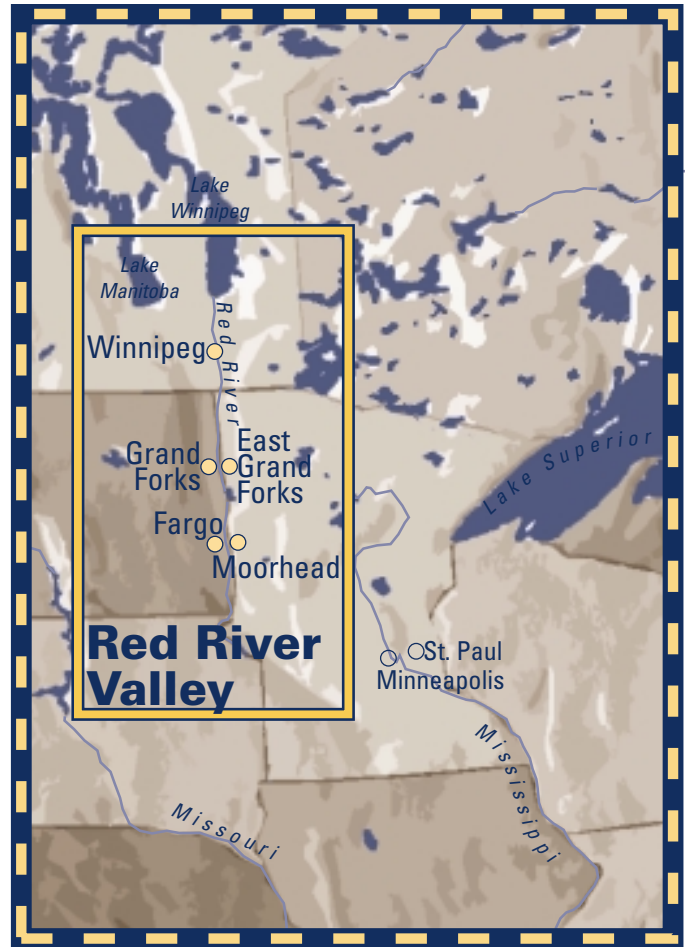 Lake
Winnipeg
Lake
Manitoba
Red River
Winnipeg
East
Grand
Forks
Grand
Forks
Lake Superior
Fargo
Moorhead
Red River
Valley
St. Paul
Minneapolis
Mississippi
Missouri